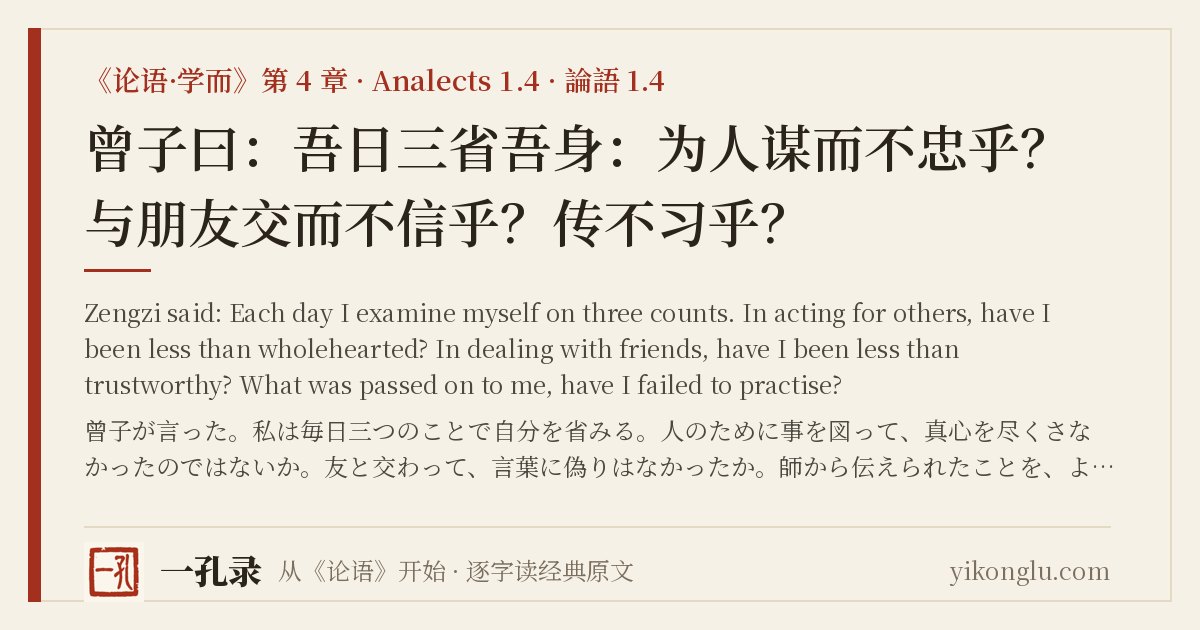 《论语·学而》第 4 章 · Analects 1.4 · 論語 1.4
曾子曰：吾日三省吾身：为人谋而不忠乎？
与朋友交而不信乎？传不习乎？
Zengzi said: Each day I examine myself on three counts. In acting for others, have I
been less than wholehearted? In dealing with friends, have I been less than
trustworthy? What was passed on to me, have I failed to practise?
曾子が言った。私は毎日三つのことで自分を省みる。人のために事を図って、真心を尽くさな
かったのではないか。友と交わって、言葉に偽りはなかったか。師から伝えられたことを、よ…
一孔
一孔录 从《论语》开始 · 逐字读经典原文 yikonglu.com